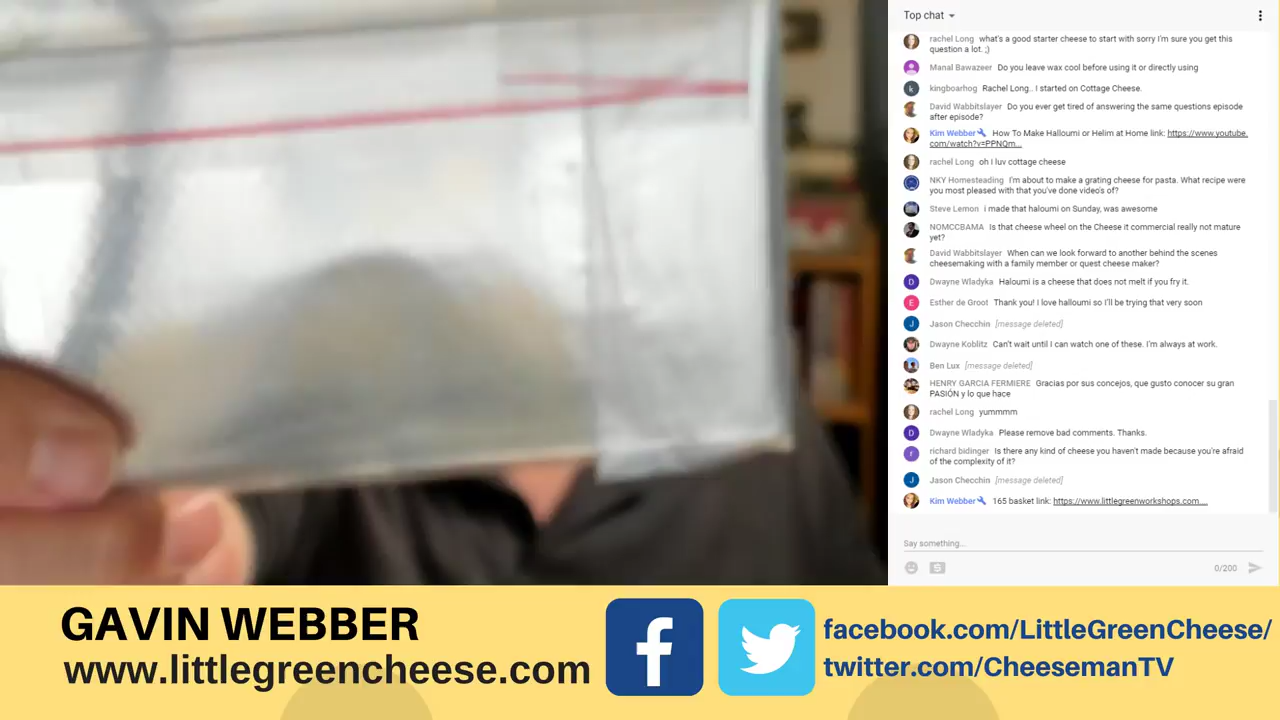 Top chat
rachel Long what's a good starter cheese to start with sorry I'm sure you get this
question a lot. ;)
Manal Bawazeer Do you leave wax cool before using it or directly using
k
kingboarhog Rachel Long.. I started on Cottage Cheese.
David Wabbitslayer Do you ever get tired of answering the same questions episode
after episode?
Kim Webber How To Make Halloumi or Helim at Home link: https://www.youtube.
com/watch?v=PPNQm...
rachel Long oh I luv cottage cheese
NKY Homesteading I'm about to make a grating cheese for pasta. What recipe were
you most pleased with that you've done video's of?
Steve Lemon i made that haloumi on Sunday, was awesome
NOMCCBAMA Is that cheese wheel on the Cheese it commercial really not mature
yet?
David Wabbitslayer When can we look forward to another behind the scenes
cheesemaking with a family member or quest cheese maker?
D
Dwayne Wladyka Haloumi is a cheese that does not melt if you fry it.
E
Esther de Groot Thank you! I love halloumi so I'll be trying that very soon
J
Jason Checchin [message deleted]
Dwayne Koblitz Can't wait until I can watch one of these. I'm always at work.
Ben Lux [message deleted]
HENRY GARCIA FERMIERE Gracias por sus concejos, que gusto conocer su gran
PASIÓN y lo que hace
rachel Long yummmm
D
Dwayne Wladyka Please remove bad comments. Thanks.
r
richard bidinger Is there any kind of cheese you haven't made because you're afraid
of the complexity of it?
J
Jason Checchin [message deleted]
Kim Webber 165 basket link: https://www.littlegreenworkshops.com....
Say something...
0/200
GAVIN WEBBER
www.littlegreencheese.com
facebook.com/LittleGreenCheese/
twitter.com/CheesemanTV